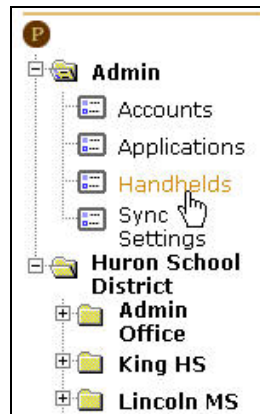 P
Admin
Accounts
Applications
Handhelds
Sync
Settings
Huron School
District
Admin
Office
King HS
Lincoln MS